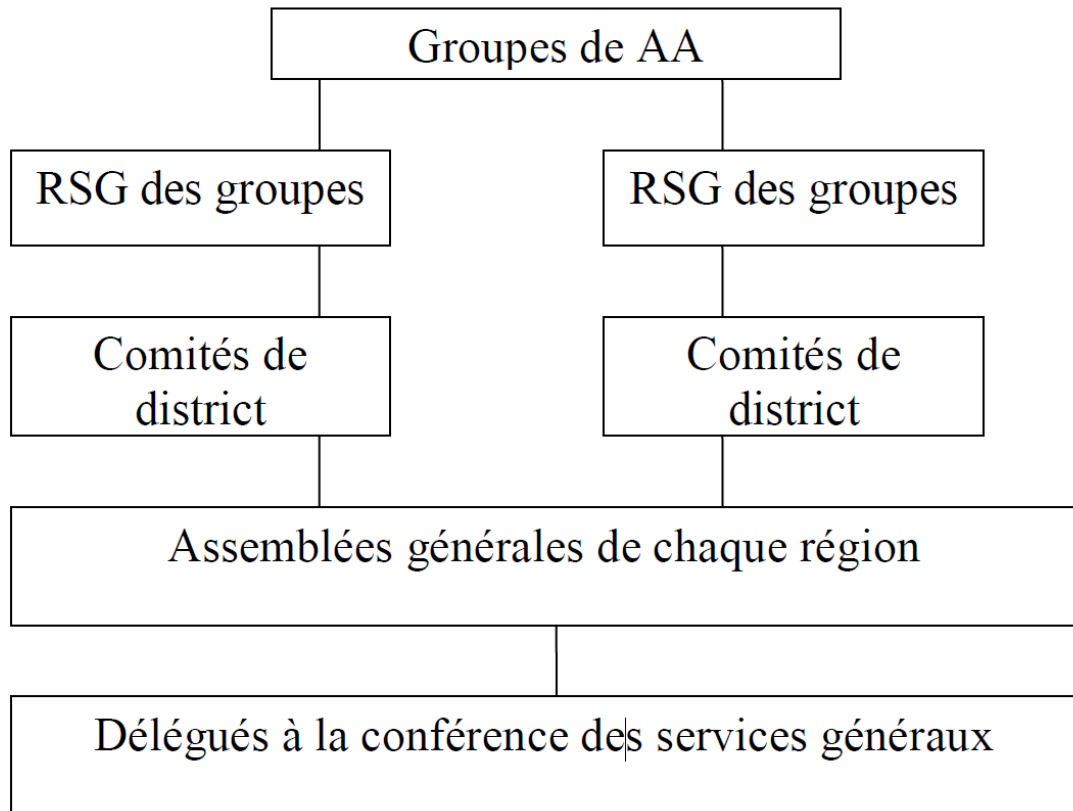 Groupes de AA
RSG des groupes
RSG des groupes
Comités de
district
Comités de
district
Assemblées générales de chaque région
Délégués à la conférence des services généraux